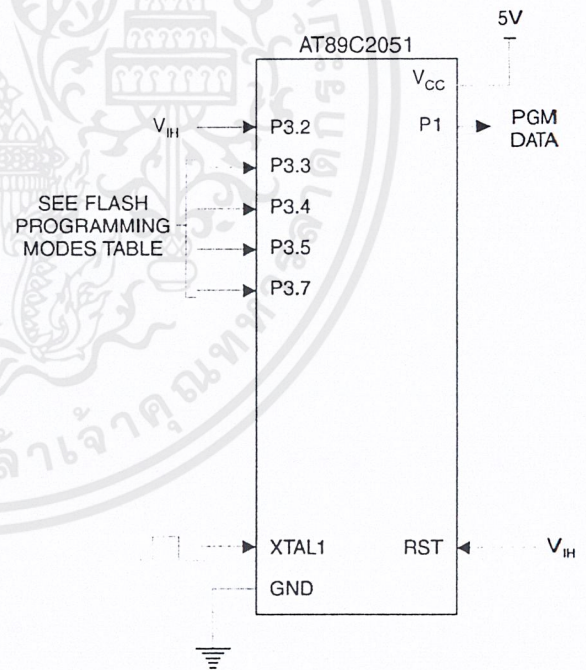 5V
AT89C2051
VCC
VIH
P3.2
P1
PGM
DATA
P3.3
SEE FLASH
PROGRAMMING
MODES TABLE
P3.4
P3.5
P3.7
XTAL1
RST
VIH
GND